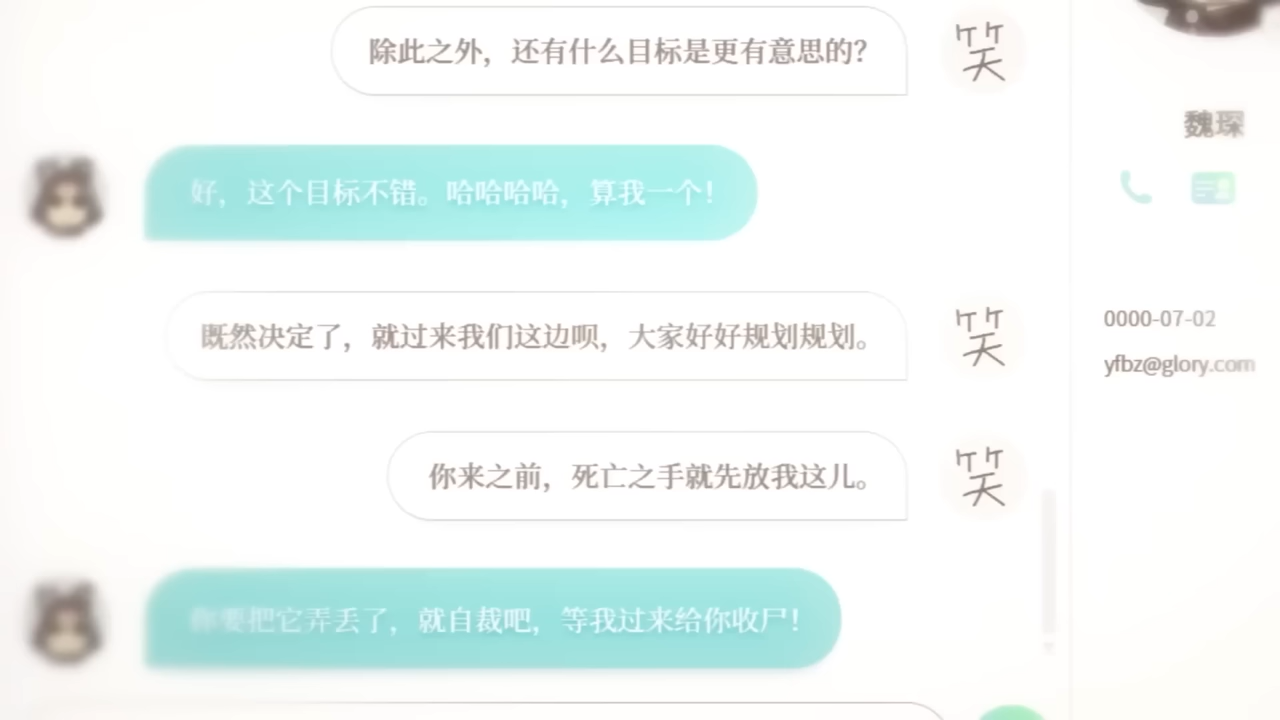 除此之外，还有什么目标是更有意思的？
笑
好，这个目标不错。哈哈哈哈，算我一个！
既然决定了，就过来我们这边呗，大家好好规划规划。
笑
你来之前，死亡之手就先放我这儿。
笑
你要把它弄丢了，就自裁吧，等我过来给你收尸！
魏琛
0000-07-02
yfbz@glory.com